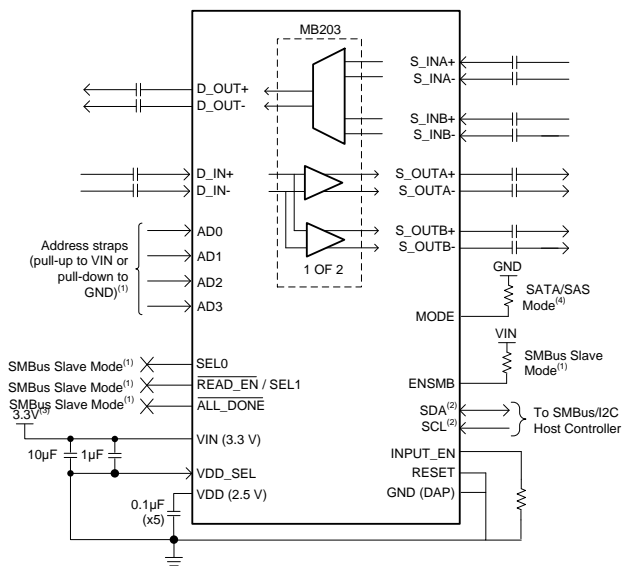 MB203
D_OUT+
D_OUT-
S_INA+
S_INA-
S_INB+
S_INB-
D_IN+
D_IN-
S_OUTA+
S_OUTA-
S_OUTB+
S_OUTB-
1 OF 2
Address straps
(pull-up to VIN or
pull-down to
GND)(1)
AD0
AD1
AD2
AD3
GND
SATA/SAS
Mode(4)
MODE
VIN
SMBus Slave
Mode(1)
ENSMB
SMBus Slave Mode(1)
SEL0
SMBus Slave Mode(1)
READ_EN / SEL1
SMBus Slave Mode(1)
ALL_DONE
SDA(2)
SCL(2)
To SMBus/I2C
Host Controller
3.3V(3)
VIN (3.3 V)
10µF
1µF
INPUT_EN
RESET
VDD_SEL
VDD (2.5 V)
GND (DAP)
0.1µF
(x5)